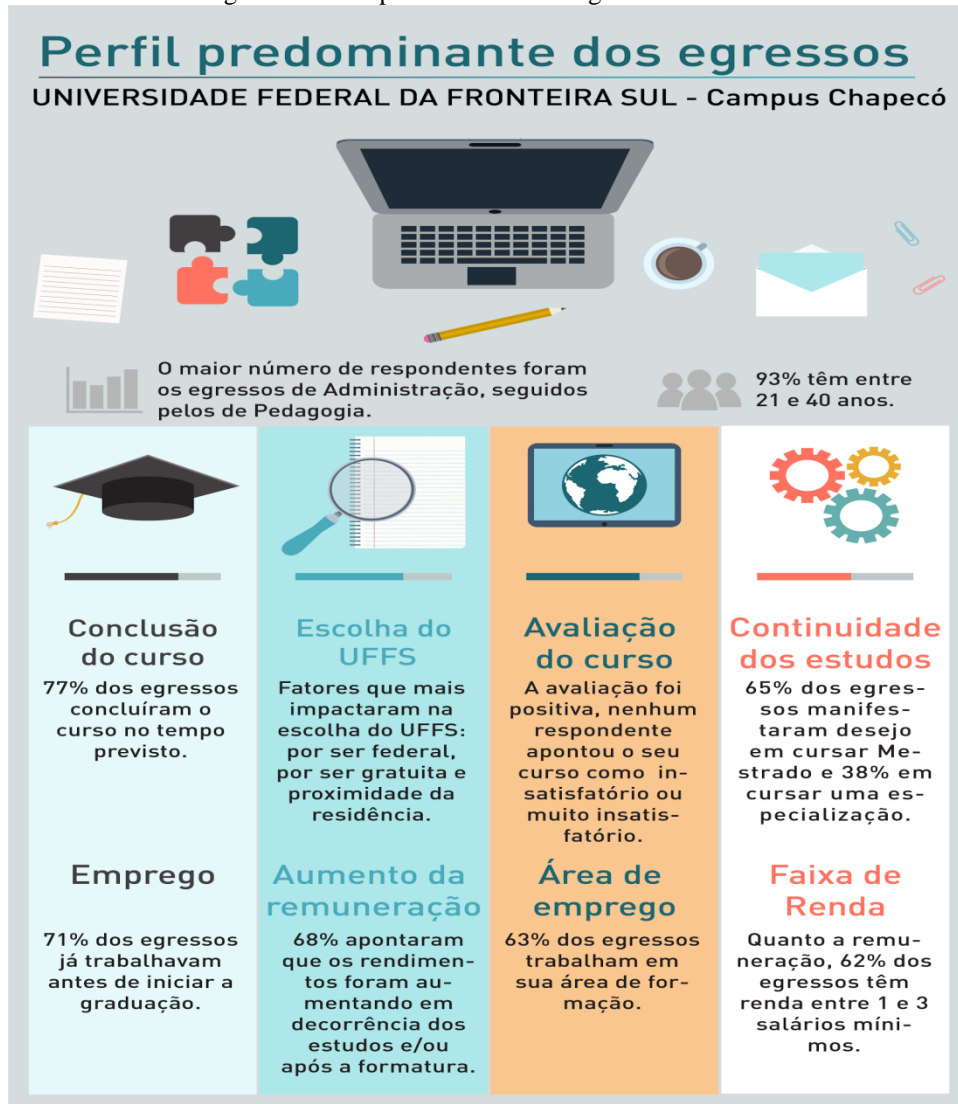 Perfil predominante dos egressos
UNIVERSIDADE FEDERAL DA FRONTEIRA SUL - Campus Chapecó
O maior número de respondentes foram
os egressos de Administração, seguidos
pelos de Pedagogia.
93% têm entre
21 e 40 anos.
Conclusão
do curso
77% dos egressos
concluíram o
curso no tempo
previsto.
Escolha do
UFFS
Fatores que mais
impactaram na
escolha do UFFS:
por ser federal,
por ser gratuita e
proximidade da
residência.
Avaliação
do curso
A avaliação foi
positiva, nenhum
respondente
apontou o seu
curso como in-
satisfatório ou
muito insatis-
fatório.
Continuidade
dos estudos
65% dos egres-
sos manifes-
taram desejo
em cursar Me-
strado e 38% em
cursar uma es-
pecialização.
Emprego
71% dos egressos
já trabalhavam
antes de iniciar a
graduação.
Aumento da
remuneração
68% apontaram
que os rendimen-
tos foram au-
mentando em
decorrência dos
estudos e/ou
após a formatura.
Área de
emprego
63% dos egressos
trabalham em
sua área de for-
mação.
Faixa de
Renda
Quanto a remu-
neração, 62% dos
egressos têm
renda entre 1 e 3
salários míni-
mos.